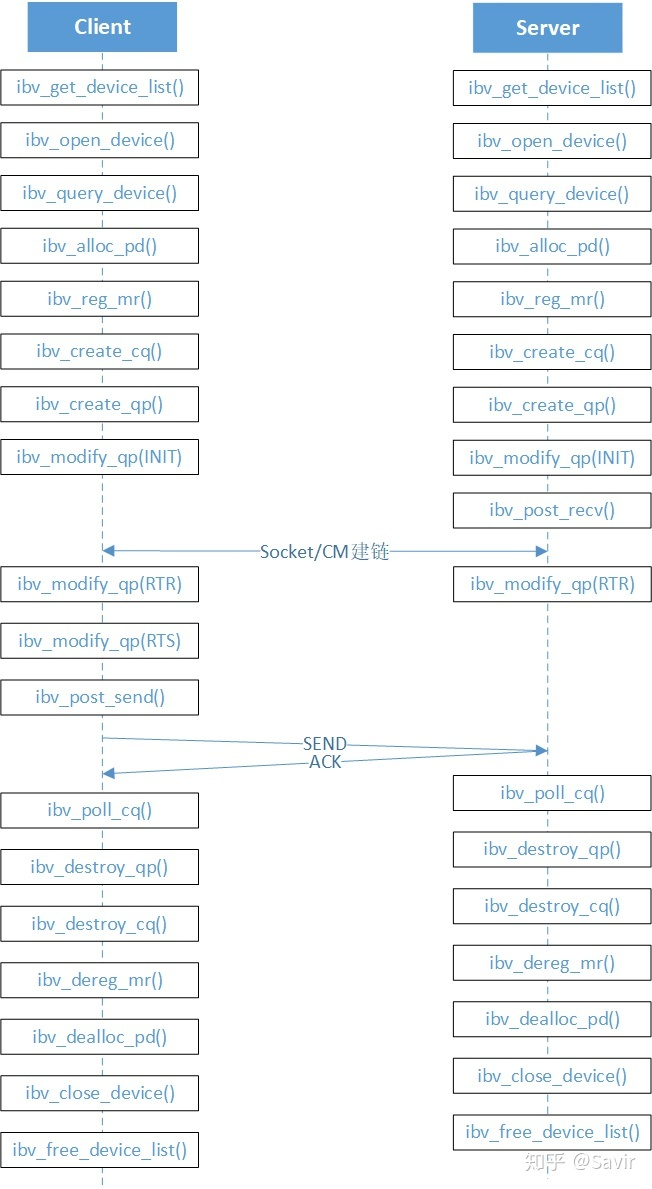 Client
Server
ibv_get_device_list()
ibv_get_device_list()
ibv_open_device()
ibv_open_device()
ibv_query_device()
ibv_query_device()
ibv_alloc_pd()
ibv_alloc_pd()
ibv_reg_mr()
ibv_reg_mr()
ibv_create_cq()
ibv_create_cq()
ibv_create_qp()
ibv_create_qp()
ibv_modify_qp(INIT)
ibv_modify_qp(INIT)
ibv_post_recv()
Socket/CM建链
ibv_modify_qp(RTR)
ibv_modify_qp(RTR)
ibv_modify_qp(RTS)
ibv_post_send()
SEND
ACK
ibv_poll_cq()
ibv_poll_cq()
ibv_destroy_qp()
ibv_destroy_qp()
ibv_destroy_cq()
ibv_destroy_cq()
ibv_dereg_mr()
ibv_dereg_mr()
ibv_dealloc_pd()
ibv_dealloc_pd()
ibv_close_device()
ibv_close_device()
ibv_free_device_list()
ibv_free_device_list()
知乎 @Savir